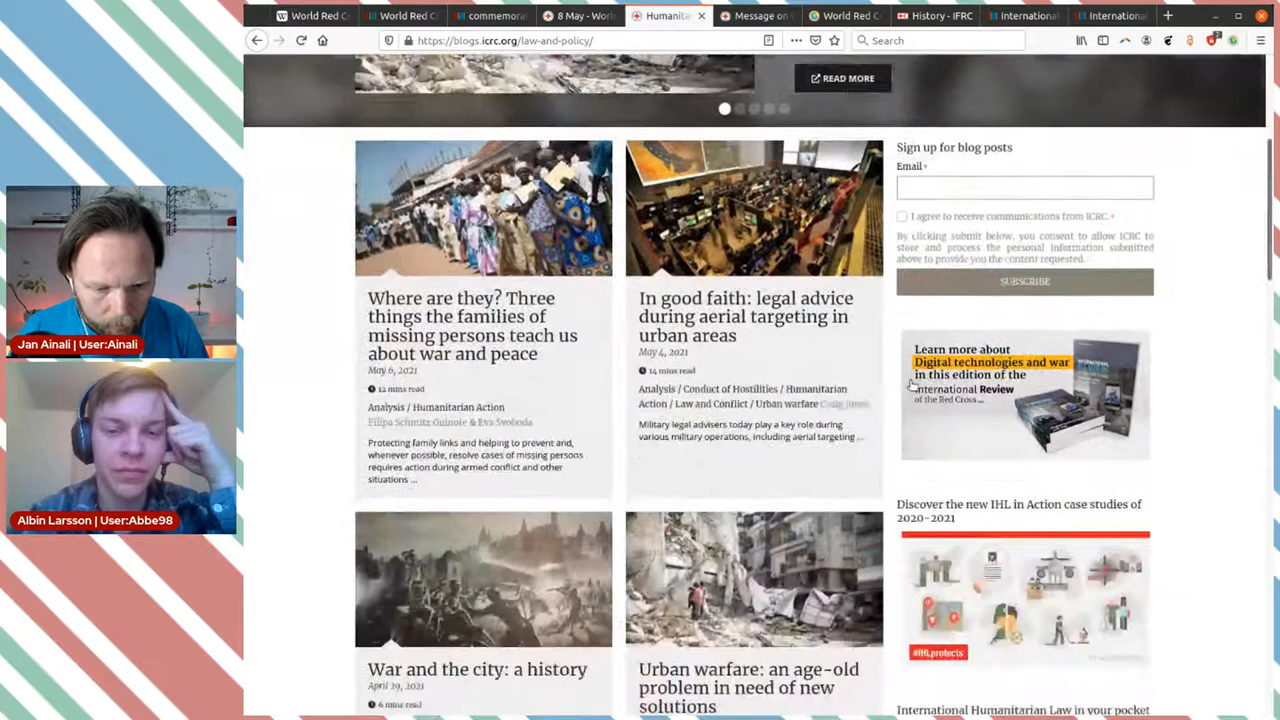 World Red C
World Red C
commemora
8 May - Worl
Humanitar
Message on
World Red C
History - IFRC
International
International
https://blogs.icrc.org/law-and-policy/
Search
READ MORE
Where are they? Three
things the families of
missing persons teach us
about war and peace
May 6, 2021
12 mins read
Analysis / Humanitarian Action
Filipa Schmitz Guinote & Eva Svoboda
Protecting family links and helping to prevent and,
whenever possible, resolve cases of missing persons
requires action during armed conflict and other
situations ...
In good faith: legal advice
during aerial targeting in
urban areas
May 4, 2021
14 mins read
Analysis / Conduct of Hostilities / Humanitarian
Action / Law and Conflict / Urban warfare Craig Jones
Military legal advisers today play a key role during
various military operations, including aerial targeting ...
War and the city: a history
April 29, 2021
6 mins read
Urban warfare: an age-old
problem in need of new
solutions
Sign up for blog posts
Email *
I agree to receive communications from ICRC. *
By clicking submit below, you consent to allow ICRC to
store and process the personal information submitted
above to provide you the content requested.
SUBSCRIBE
Learn more about
Digital technologies and war
in this edition of the
International Review
of the Red Cross...
Discover the new IHL in Action case studies of
2020-2021
#IHLprotects
International Humanitarian Law in your pocket
Jan Ainali | User:Ainali
Albin Larsson | User:Abbe98